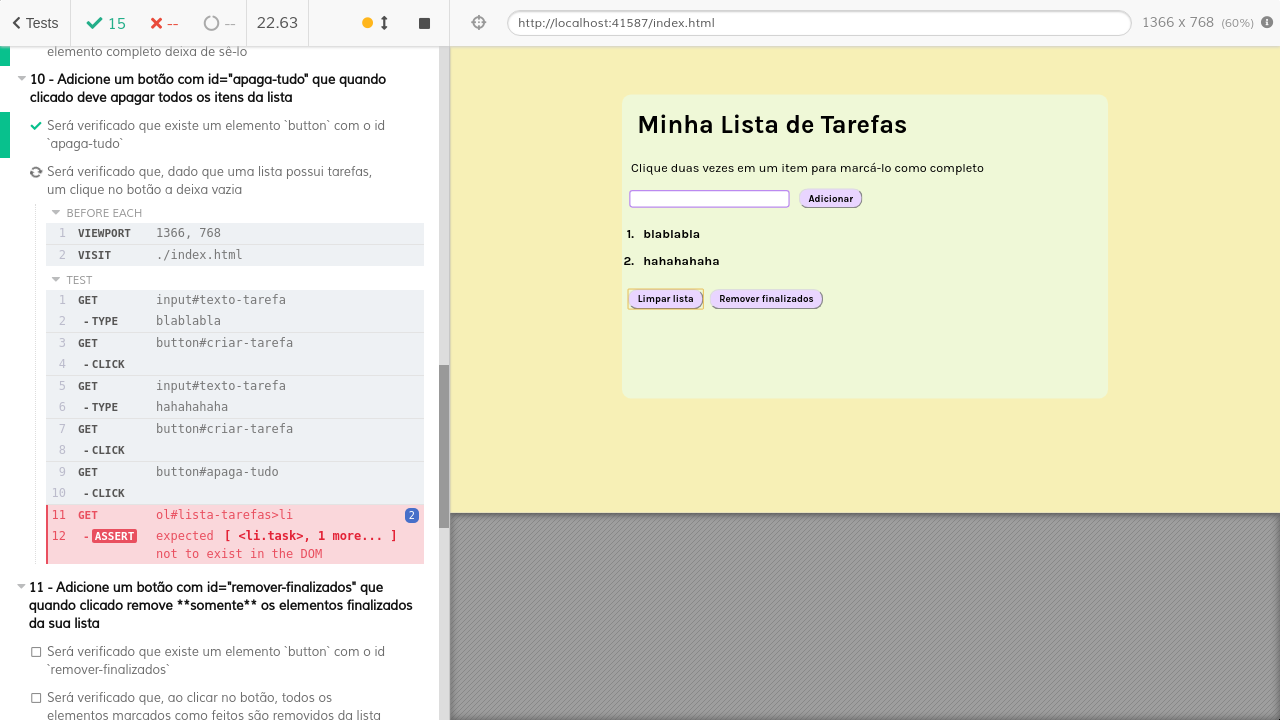 Tests 15 -- -- 22.63
http://localhost:41587/index.html 1366 x 768 (60%)
elemento completo deixa de sê-lo
10 - Adicione um botão com id="apaga-tudo" que quando
clicado deve apagar todos os itens da lista
Será verificado que existe um elemento `button` com o id
`apaga-tudo`
Será verificado que, dado que uma lista possui tarefas,
um clique no botão a deixa vazia
BEFORE EACH
1 VIEWPORT 1366, 768
2 VISIT ./index.html
TEST
1 GET input#texto-tarefa
2 -TYPE blablabla
3 GET button#criar-tarefa
4 -CLICK
5 GET input#texto-tarefa
6 -TYPE hahahahaha
7 GET button#criar-tarefa
8 -CLICK
9 GET button#apaga-tudo
10 -CLICK
11 GET ol#lista-tarefas>li 2
12 -ASSERT expected [ <li.task>, 1 more... ]
not to exist in the DOM
11 - Adicione um botão com id="remover-finalizados" que
quando clicado remove **somente** os elementos finalizados
da sua lista
Será verificado que existe um elemento `button` com o id
`remover-finalizados`
Será verificado que, ao clicar no botão, todos os
elementos marcados como feitos são removidos da lista
Minha Lista de Tarefas
Clique duas vezes em um item para marcá-lo como completo
Adicionar
1. blablabla
2. hahahahaha
Limpar lista Remover finalizados